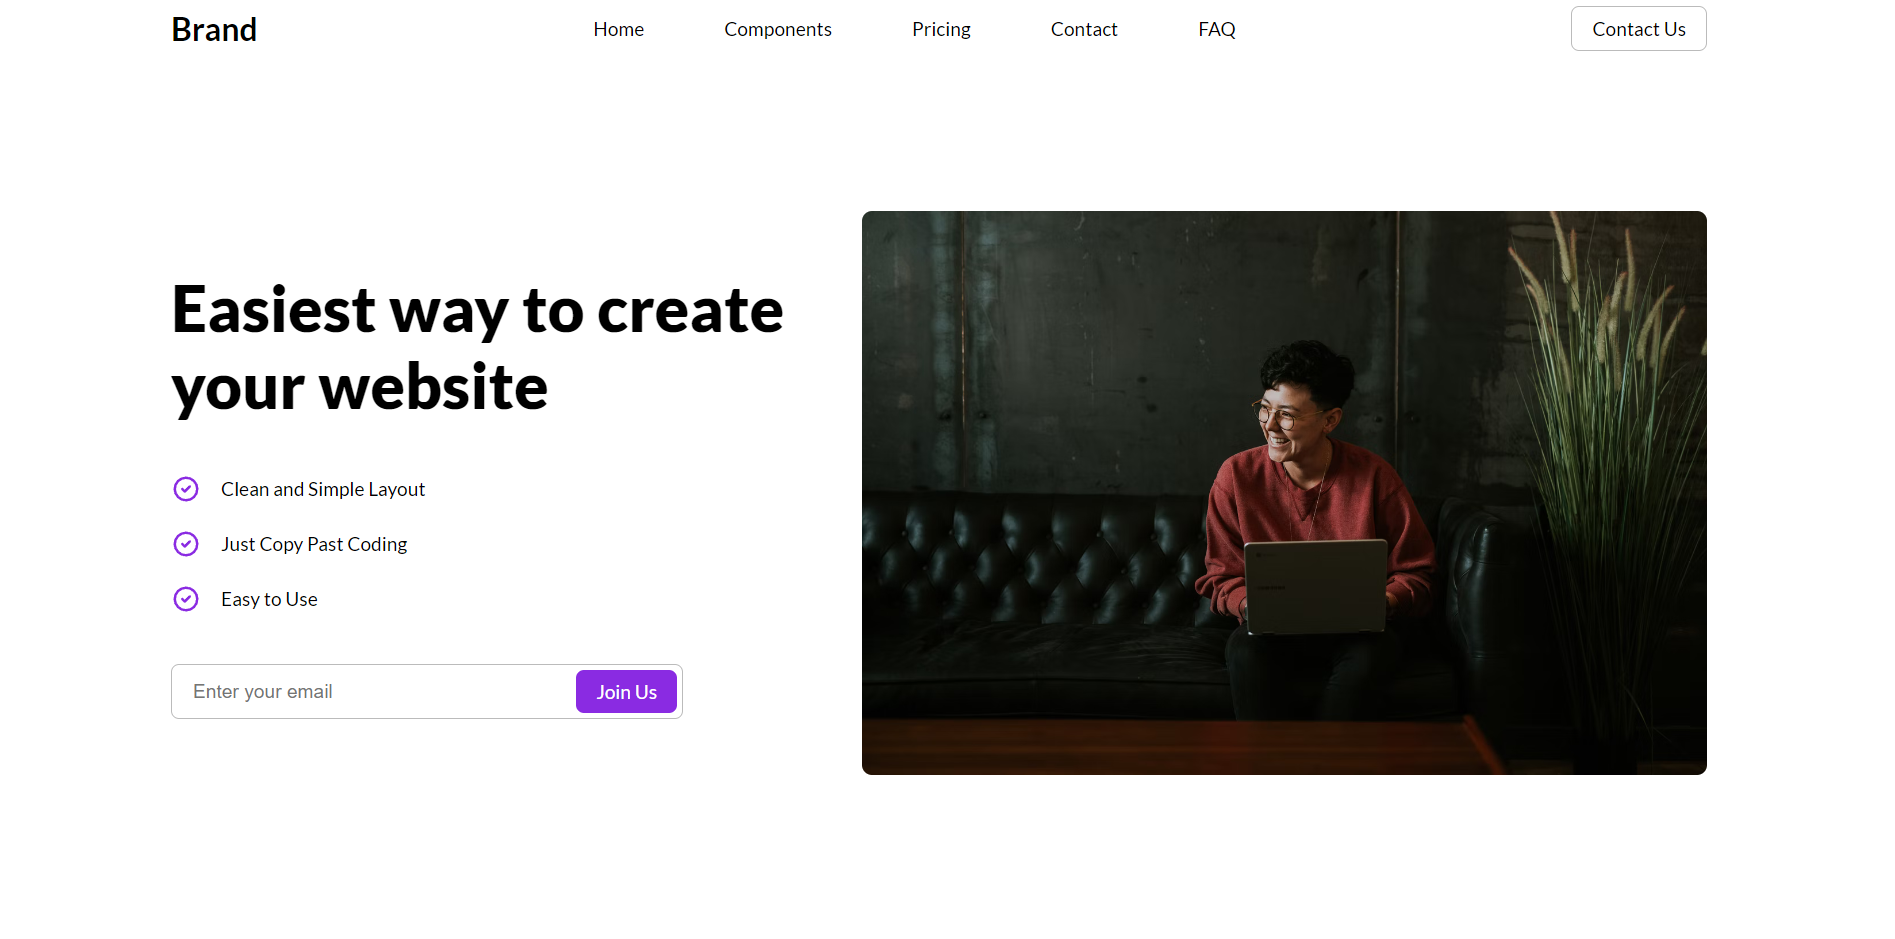 Brand
Home
Components
Pricing
Contact
FAQ
Contact Us
Easiest way to create
your website
Clean and Simple Layout
Just Copy Past Coding
Easy to Use
Enter your email
Join Us